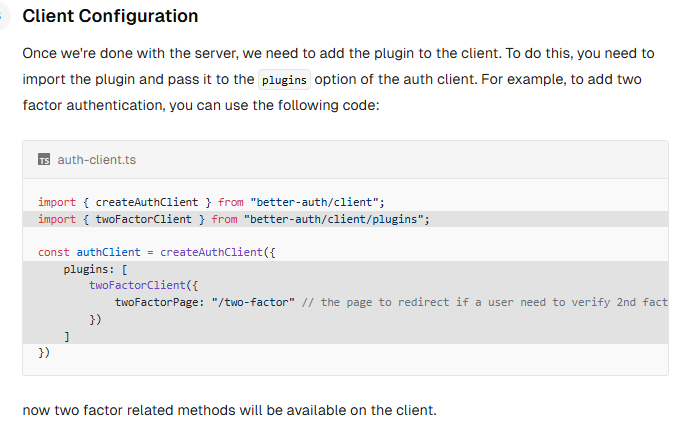 Client Configuration
Once we're done with the server, we need to add the plugin to the client. To do this, you need to
import the plugin and pass it to the plugins option of the auth client. For example, to add two
factor authentication, you can use the following code:
TS auth-client.ts
import { createAuthClient } from "better-auth/client";
import { twoFactorClient } from "better-auth/client/plugins";
const authClient = createAuthClient({
    plugins: [
        twoFactorClient({
            twoFactorPage: "/two-factor" // the page to redirect if a user need to verify 2nd fact
        })
    ]
})
now two factor related methods will be available on the client.